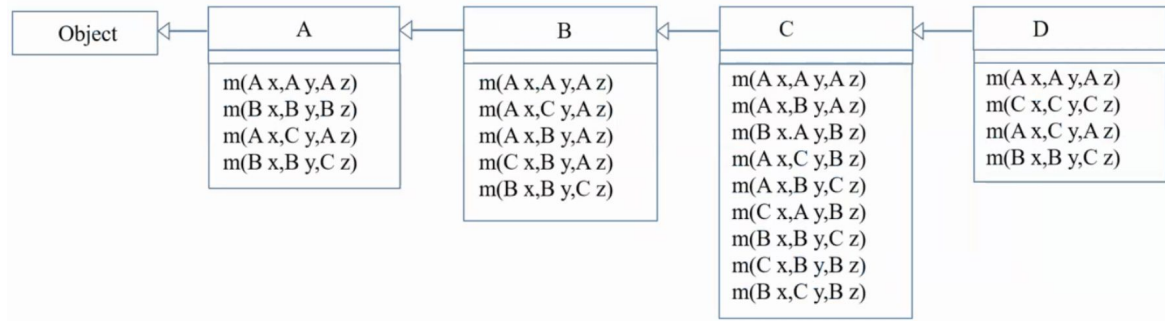 Object
A
m(A x,A y,A z)
m(B x,B y,B z)
m(A x,C y,A z)
m(B x,B y,C z)
B
m(A x,A y,A z)
m(A x,C y,A z)
m(A x,B y,A z)
m(C x,B y,A z)
m(B x,B y,C z)
C
m(A x,A y,A z)
m(A x,B y,A z)
m(B x.A y,B z)
m(A x,C y,B z)
m(A x,B y,C z)
m(C x,A y,B z)
m(B x,B y,C z)
m(C x,B y,B z)
m(B x,C y,B z)
D
m(A x,A y,A z)
m(C x,C y,C z)
m(A x,C y,A z)
m(B x,B y,C z)